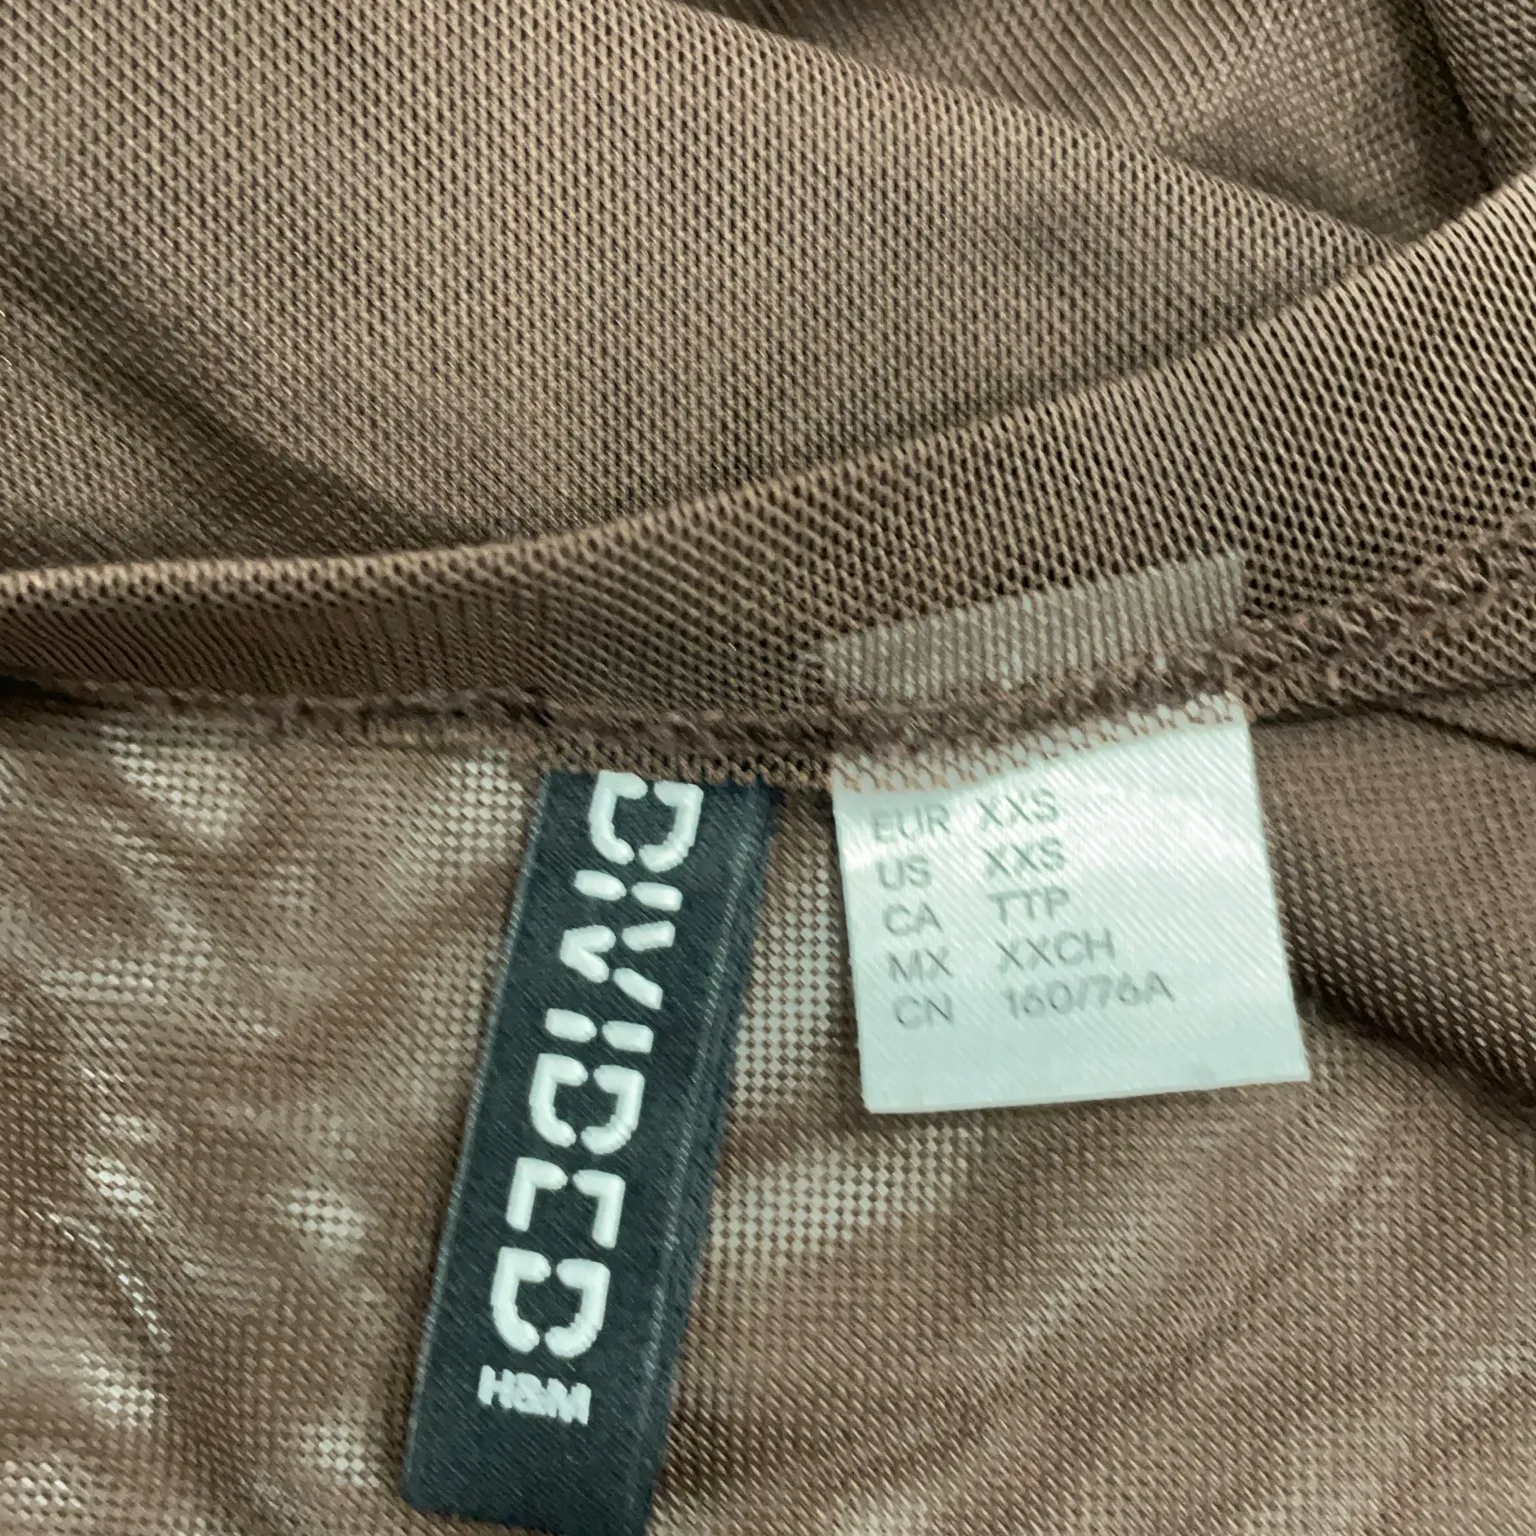 DIVIDED
H&M
EUR XXS
US XXS
CA TTP
MX XXCH
CN 160/76A